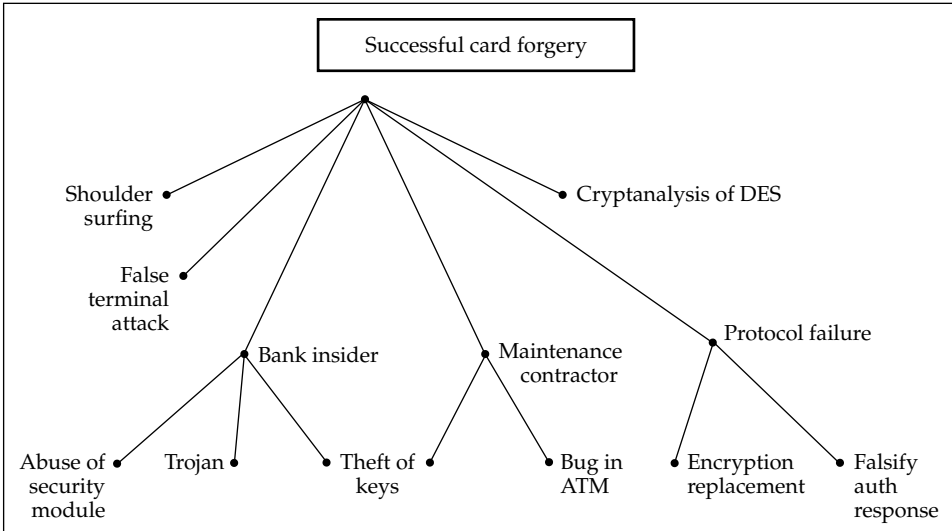 Successful card forgery
Shoulder
surfing
Cryptanalysis of DES
False
terminal
attack
Bank insider
Maintenance
contractor
Protocol failure
Abuse of
security
module
Trojan
Theft of
keys
Bug in
ATM
Encryption
replacement
Falsify
auth
response